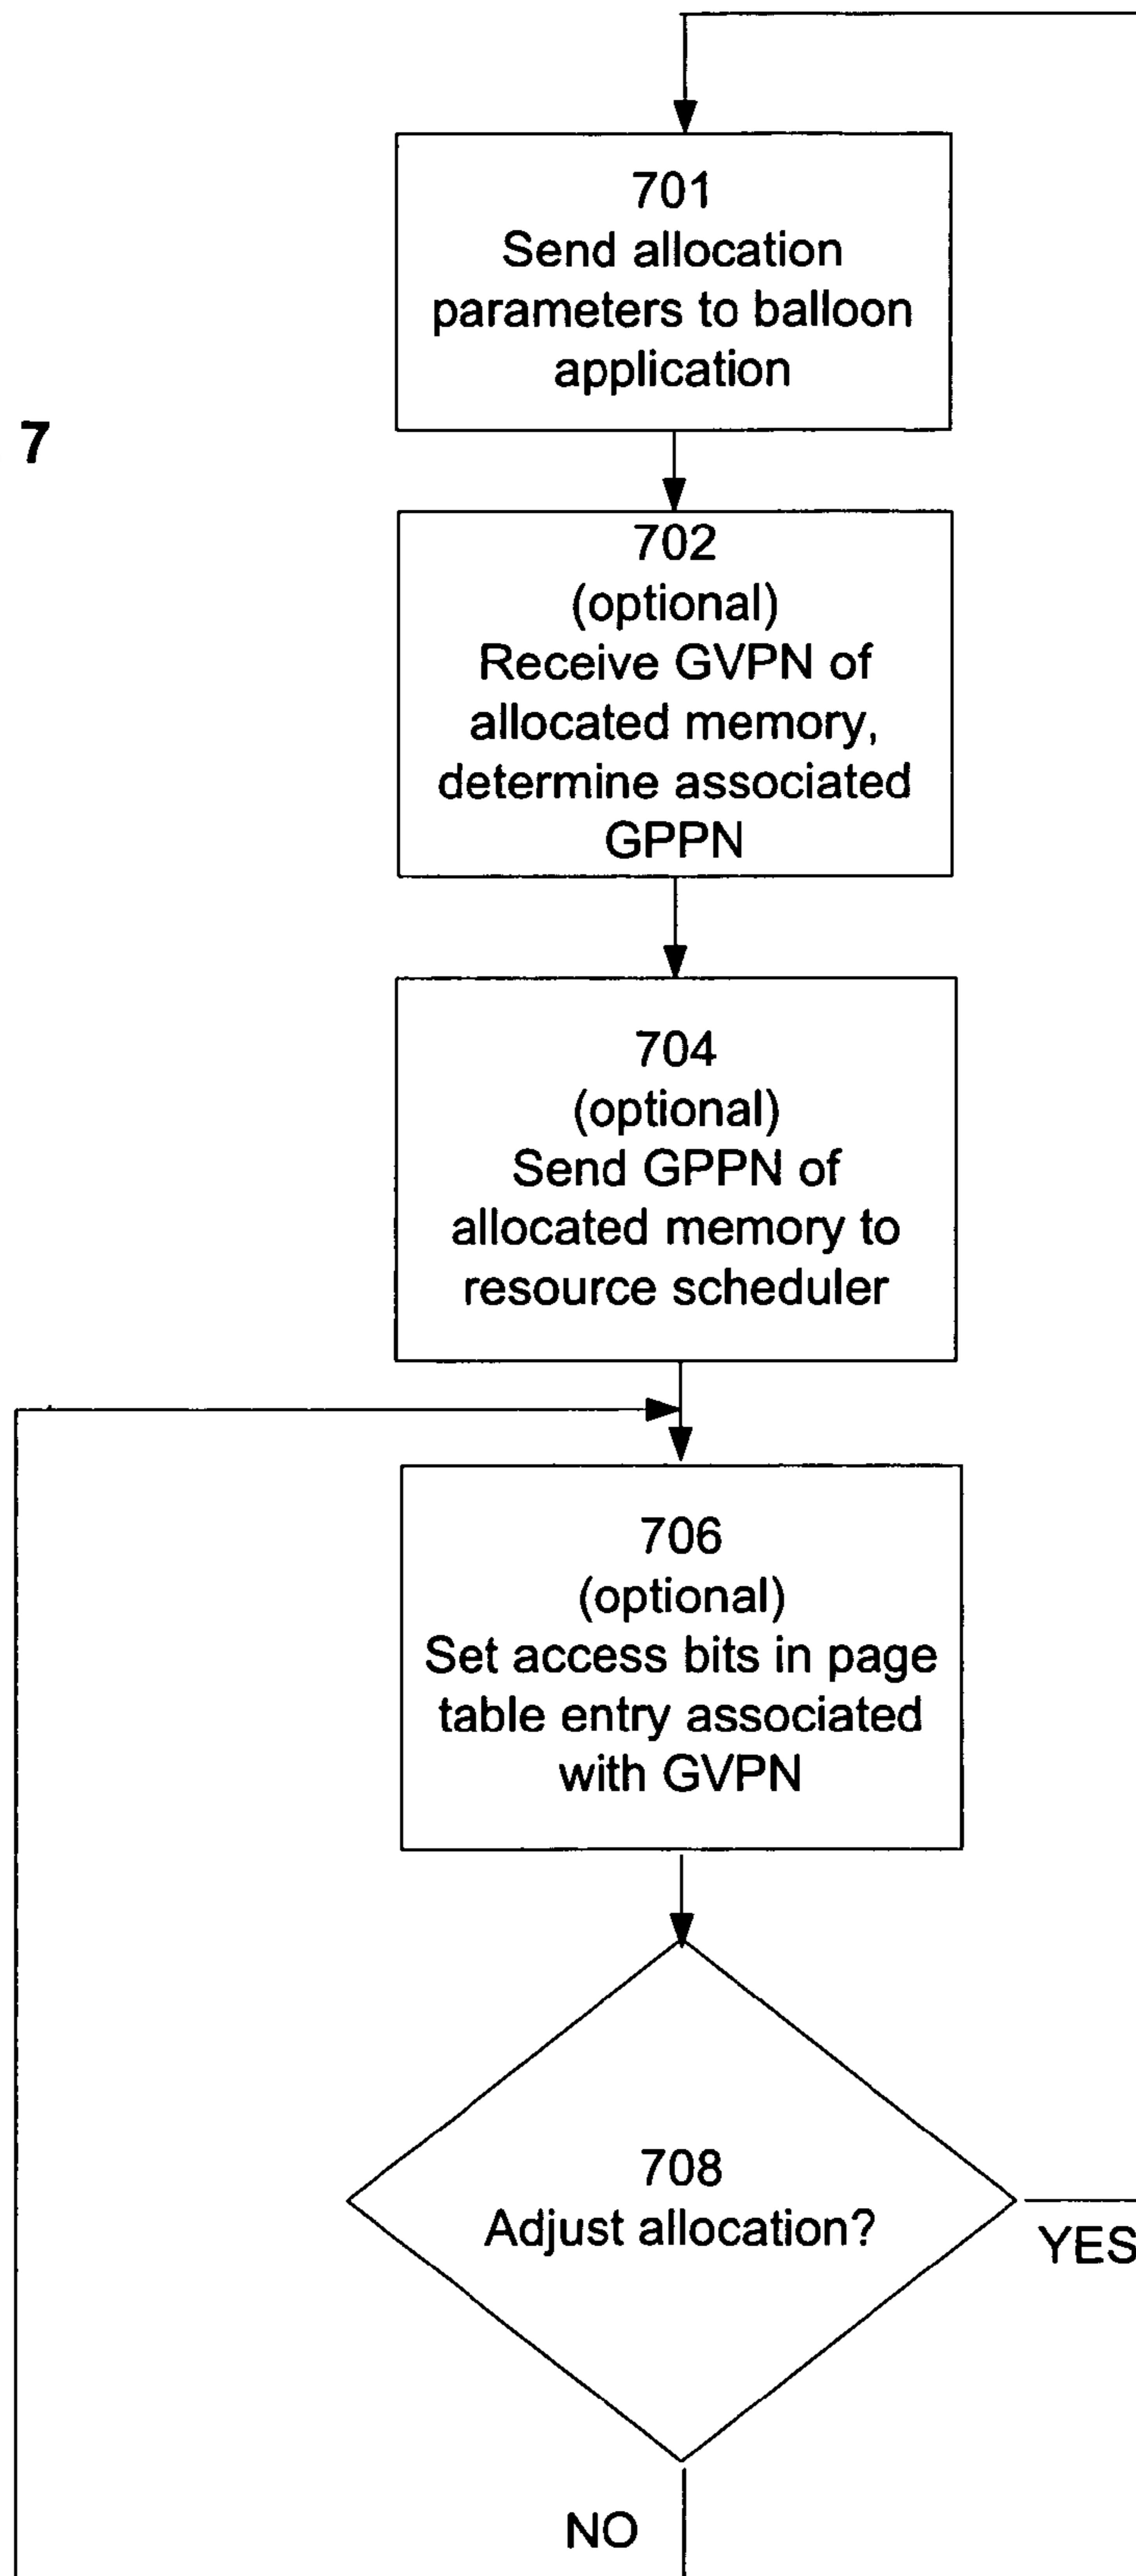 701
Send allocation
parameters to balloon
application
7
702
(optional)
Receive GVPN of
allocated memory,
determine associated
GPPN
704
(optional)
Send GPPN of
allocated memory to
resource scheduler
706
(optional)
Set access bits in page
table entry associated
with GVPN
708
Adjust allocation?
YES
NO